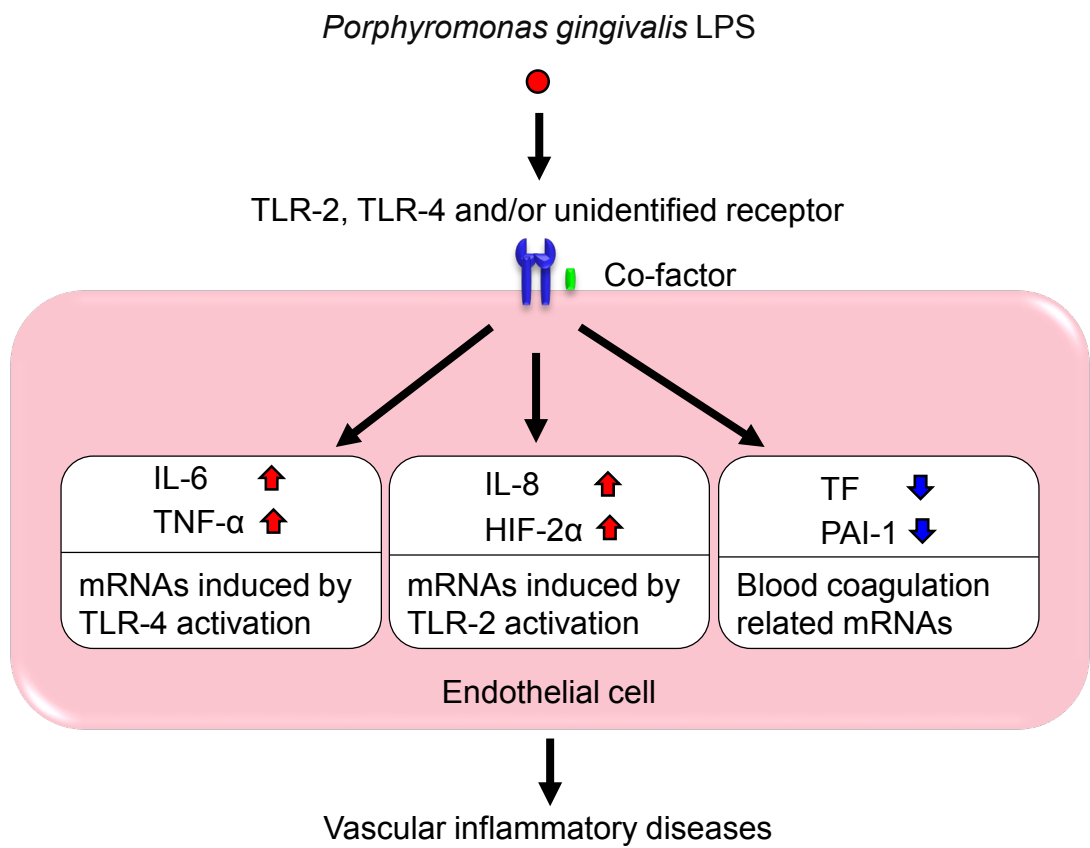 Porphyromonas gingivalis LPS
TLR-2, TLR-4 and/or unidentified receptor
Co-factor
IL-6
TNF-α
mRNAs induced by
TLR-4 activation
IL-8
HIF-2α
mRNAs induced by
TLR-2 activation
TF
PAI-1
Blood coagulation
related mRNAs
Endothelial cell
Vascular inflammatory diseases